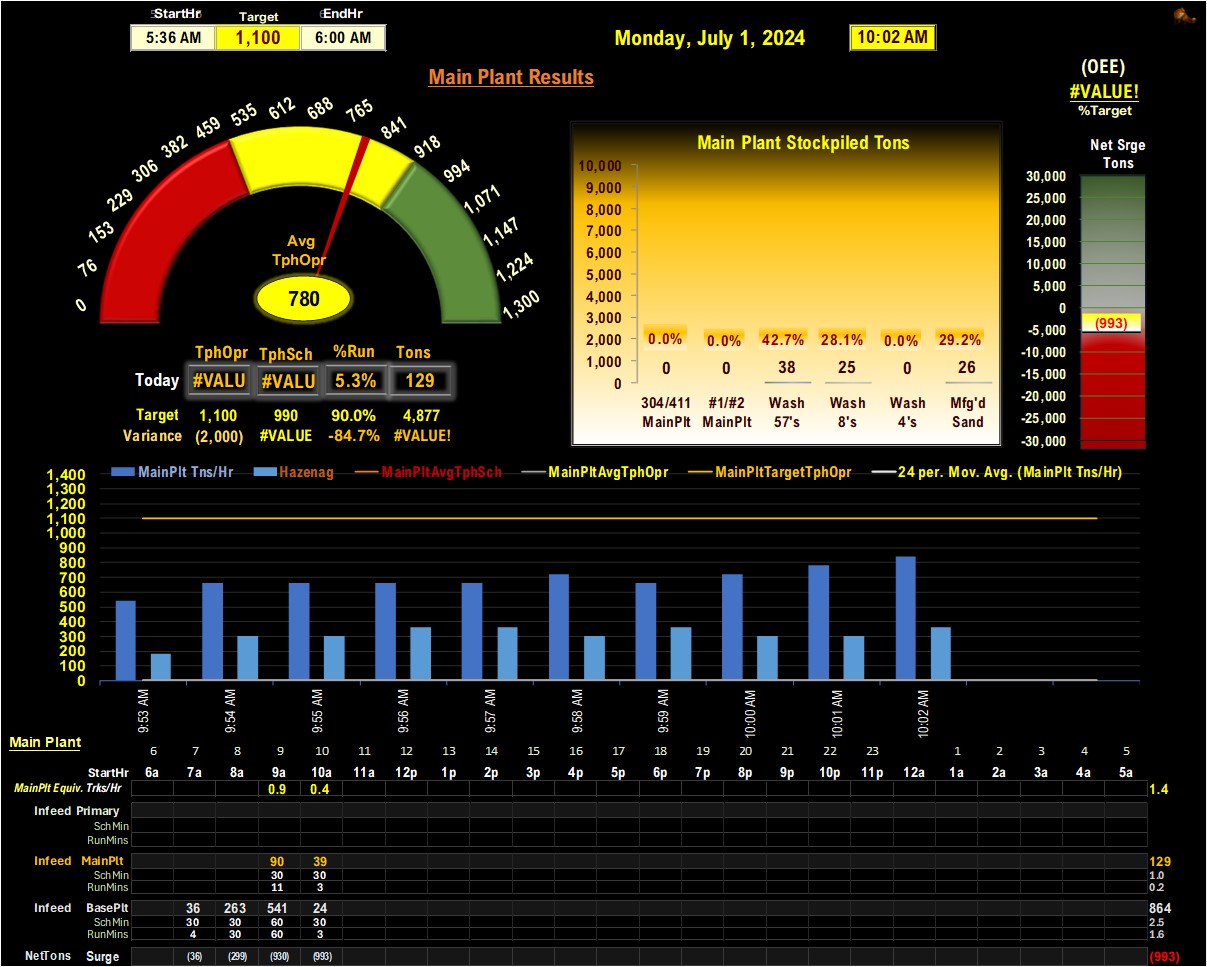 StartHr Target EndHr
5:36 AM 1,100 6:00 AM
Monday, July 1, 2024 10:02 AM
Main Plant Results
(OEE)
#VALUE!
%Target
Net Srge
Tons
0 76 153 229 306 382 459 535 612 688 765 841 918 994 1,071 1,147 1,224 1,300
Avg
TphOpr
780
TphOpr TphSch %Run Tons
Today #VALU #VALU 5.3% 129
Target 1,100 990 90.0% 4,877
Variance (2,000) #VALUE -84.7% #VALUE!
Main Plant Stockpiled Tons
10,000
9,000
8,000
7,000
6,000
5,000
4,000
3,000
2,000
1,000
0
0.0% 0.0% 42.7% 28.1% 0.0% 29.2%
0 0 38 25 0 26
304/411 #1/#2 Wash Wash Wash Mfg'd
MainPlt MainPlt 57's 8's 4's Sand
30,000
25,000
20,000
15,000
10,000
5,000
0
-5,000
-10,000
-15,000
-20,000
-25,000
-30,000
(993)
MainPlt Tns/Hr Hazenag MainPltAvgTphSch MainPltAvgTphOpr MainPltTargetTphOpr 24 per. Mov. Avg. (MainPlt Tns/Hr)
1,400
1,300
1,200
1,100
1,000
900
800
700
600
500
400
300
200
100
0
9:53 AM 9:54 AM 9:55 AM 9:56 AM 9:57 AM 9:58 AM 9:59 AM 10:00 AM 10:01 AM 10:02 AM
Main Plant
6 7 8 9 10 11 12 13 14 15 16 17 18 19 20 21 22 23 1 2 3 4 5
StartHr 6a 7a 8a 9a 10a 11a 12p 1p 2p 3p 4p 5p 6p 7p 8p 9p 10p 11p 12a 1a 2a 3a 4a 5a
MainPlt Equiv. Trks/Hr 0.9 0.4 1.4
Infeed Primary
SchMin
RunMins
Infeed MainPlt 90 39 129
SchMin 30 30 1.0
RunMins 11 3 0.2
Infeed BasePlt 36 263 541 24 864
SchMin 30 30 60 30 2.5
RunMins 4 30 60 3 1.6
NetTons Surge (36) (299) (930) (993) (993)